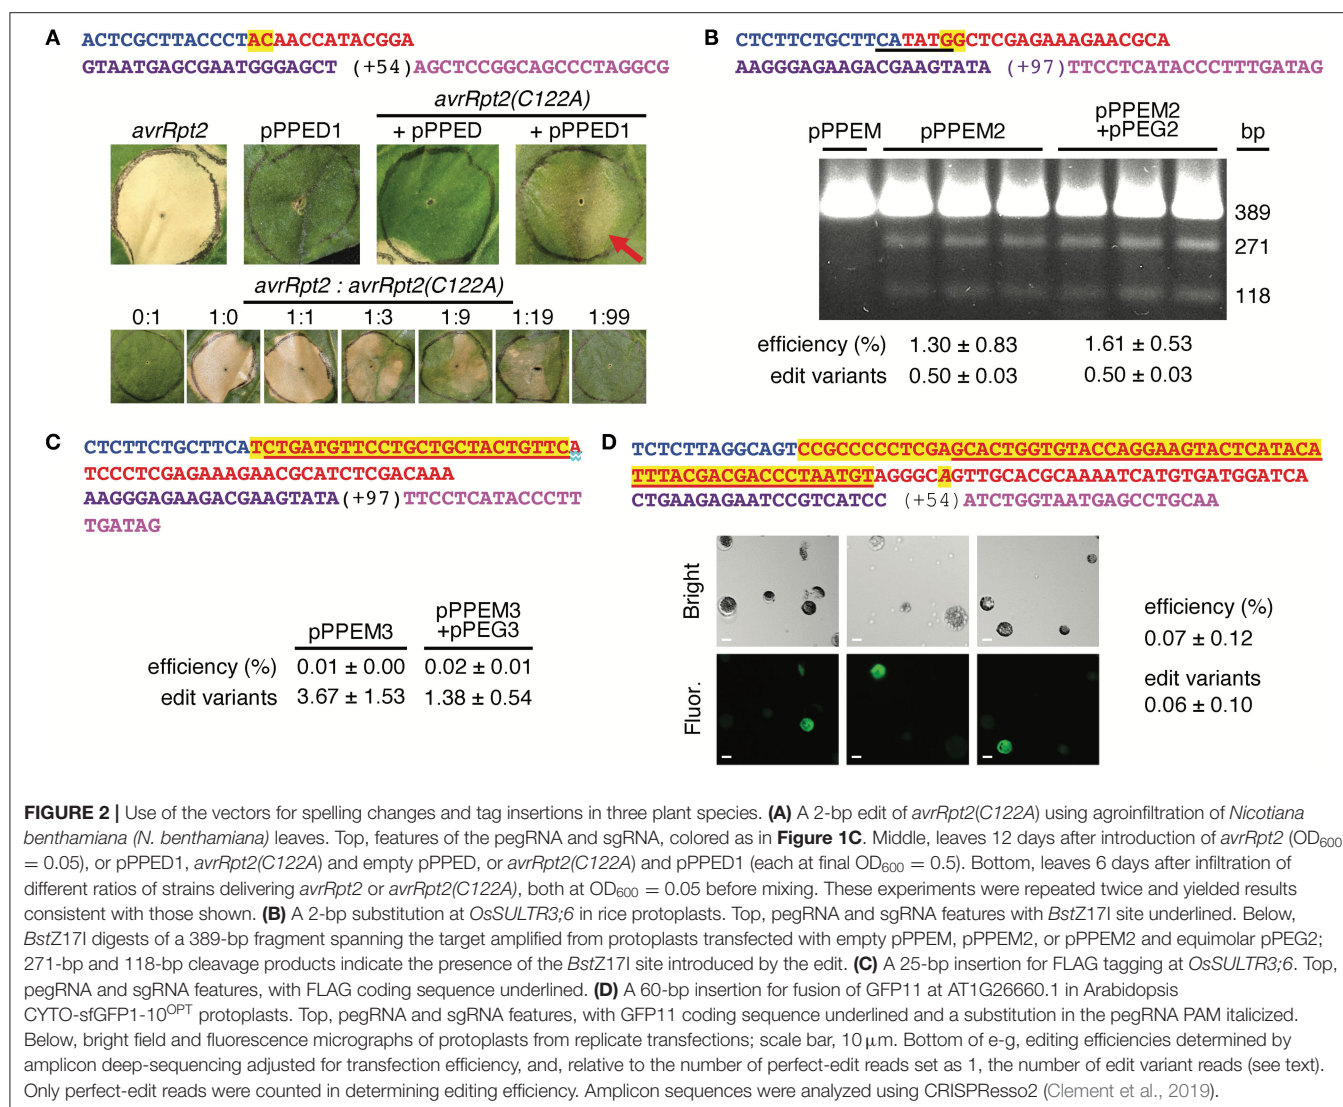 A
ACTCGCTTACCCTACAACCATACGGA
GTAATGAGCGAATGGGAGCT (+54)AGCTCCGGCAGCCCTAGGCG
avrRpt2(C122A)
avrRpt2 pPPED1 + pPPED + pPPED1
avrRpt2 : avrRpt2(C122A)
0:1 1:0 1:1 1:3 1:9 1:19 1:99
B
CTCTTCTGCTTCATATGGCTCGAGAAAGAACGCA
AAGGGAGAAGACGAAGTATA (+97)TTCCTCATACCCTTTGATAG
pPPEM pPPEM2 pPPEM2 +pPEG2 bp
389
271
118
efficiency (%) 1.30 ± 0.83 1.61 ± 0.53
edit variants 0.50 ± 0.03 0.50 ± 0.03
C
CTCTTCTGCTTCATCTGATGTTCCTGCTGCTACTGTTCA
TCCCTCGAGAAAGAACGCATCTCGACAAA
AAGGGAGAAGACGAAGTATA(+97)TTCCTCATACCCTT
TGATAG
pPPEM3 pPPEM3 +pPEG3
efficiency (%) 0.01 ± 0.00 0.02 ± 0.01
edit variants 3.67 ± 1.53 1.38 ± 0.54
D
TCTCTTAGGCAGTCCGCCCCCTCGAGCACTGGTGTACCAGGAAGTACTCATACA
TTTACGACGACCCTAATGTAGGGCAGTTGCACGCAAAATCATGTGATGGATCA
CTGAAGAGAATCCGTCATCC (+54)ATCTGGTAATGAGCCTGCAA
Bright
Fluor.
efficiency (%)
0.07 ± 0.12
edit variants
0.06 ± 0.10
FIGURE 2 | Use of the vectors for spelling changes and tag insertions in three plant species. (A) A 2-bp edit of avrRpt2(C122A) using agroinfiltration of Nicotiana
benthamiana (N. benthamiana) leaves. Top, features of the pegRNA and sgRNA, colored as in Figure 1C. Middle, leaves 12 days after introduction of avrRpt2 (OD600
= 0.05), or pPPED1, avrRpt2(C122A) and empty pPPED, or avrRpt2(C122A) and pPPED1 (each at final OD600 = 0.5). Bottom, leaves 6 days after infiltration of
different ratios of strains delivering avrRpt2 or avrRpt2(C122A), both at OD600 = 0.05 before mixing. These experiments were repeated twice and yielded results
consistent with those shown. (B) A 2-bp substitution at OsSULTR3;6 in rice protoplasts. Top, pegRNA and sgRNA features with BstZ17I site underlined. Below,
BstZ17I digests of a 389-bp fragment spanning the target amplified from protoplasts transfected with empty pPPEM, pPPEM2, or pPPEM2 and equimolar pPEG2;
271-bp and 118-bp cleavage products indicate the presence of the BstZ17I site introduced by the edit. (C) A 25-bp insertion for FLAG tagging at OsSULTR3;6. Top,
pegRNA and sgRNA features, with FLAG coding sequence underlined. (D) A 60-bp insertion for fusion of GFP11 at AT1G26660.1 in Arabidopsis
CYTO-sfGFP1-10OPT protoplasts. Top, pegRNA and sgRNA features, with GFP11 coding sequence underlined and a substitution in the pegRNA PAM italicized.
Below, bright field and fluorescence micrographs of protoplasts from replicate transfections; scale bar, 10 µm. Bottom of e-g, editing efficiencies determined by
amplicon deep-sequencing adjusted for transfection efficiency, and, relative to the number of perfect-edit reads set as 1, the number of edit variant reads (see text).
Only perfect-edit reads were counted in determining editing efficiency. Amplicon sequences were analyzed using CRISPResso2 (Clement et al., 2019).